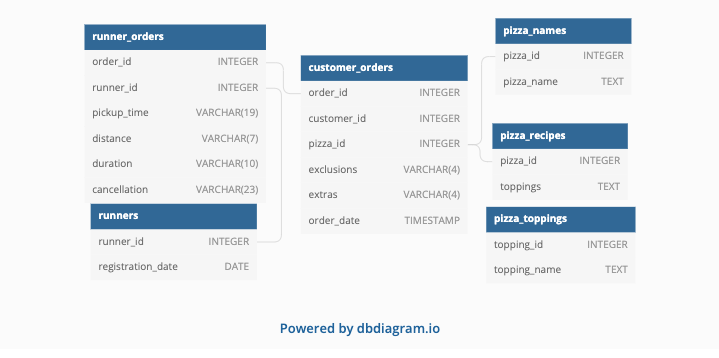 runner_orders
order_id INTEGER
runner_id INTEGER
pickup_time VARCHAR(19)
distance VARCHAR(7)
duration VARCHAR(10)
cancellation VARCHAR(23)
runners
runner_id INTEGER
registration_date DATE
customer_orders
order_id INTEGER
customer_id INTEGER
pizza_id INTEGER
exclusions VARCHAR(4)
extras VARCHAR(4)
order_date TIMESTAMP
pizza_names
pizza_id INTEGER
pizza_name TEXT
pizza_recipes
pizza_id INTEGER
toppings TEXT
pizza_toppings
topping_id INTEGER
topping_name TEXT
Powered by dbdiagram.io